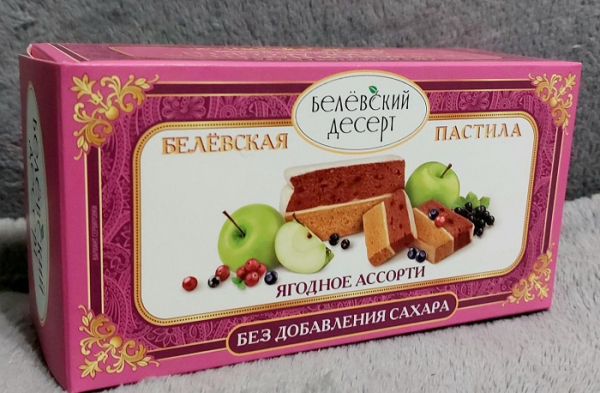 Белёвский
десерт
БЕЛЁВСКАЯ ПАСТИЛА
ЯГОДНОЕ АССОРТИ
БЕЗ ДОБАВЛЕНИЯ САХАРА